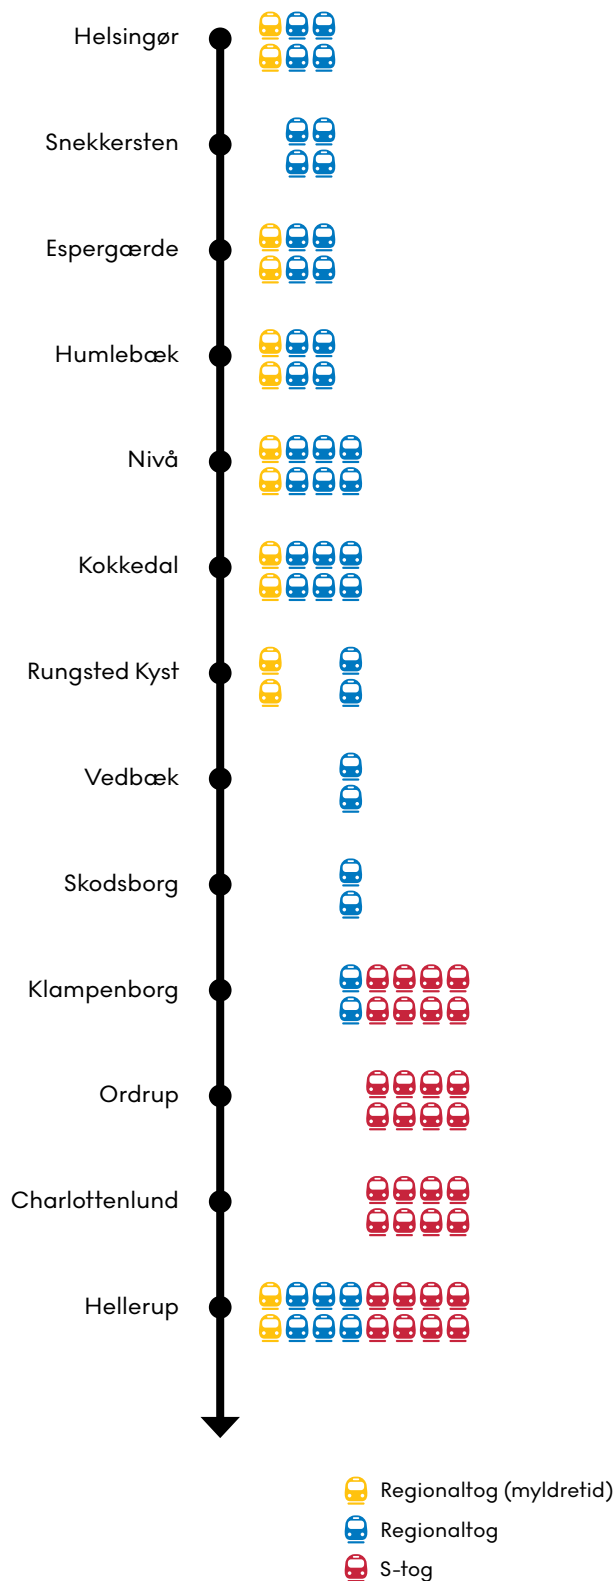 Helsingør
Snekkersten
Espergærde
Humlebæk
Nivå
Kokkedal
Rungsted Kyst
Vedbæk
Skodsborg
Klampenborg
Ordrup
Charlottenlund
Hellerup
Regionaltog (myldretid)
Regionaltog
S-tog